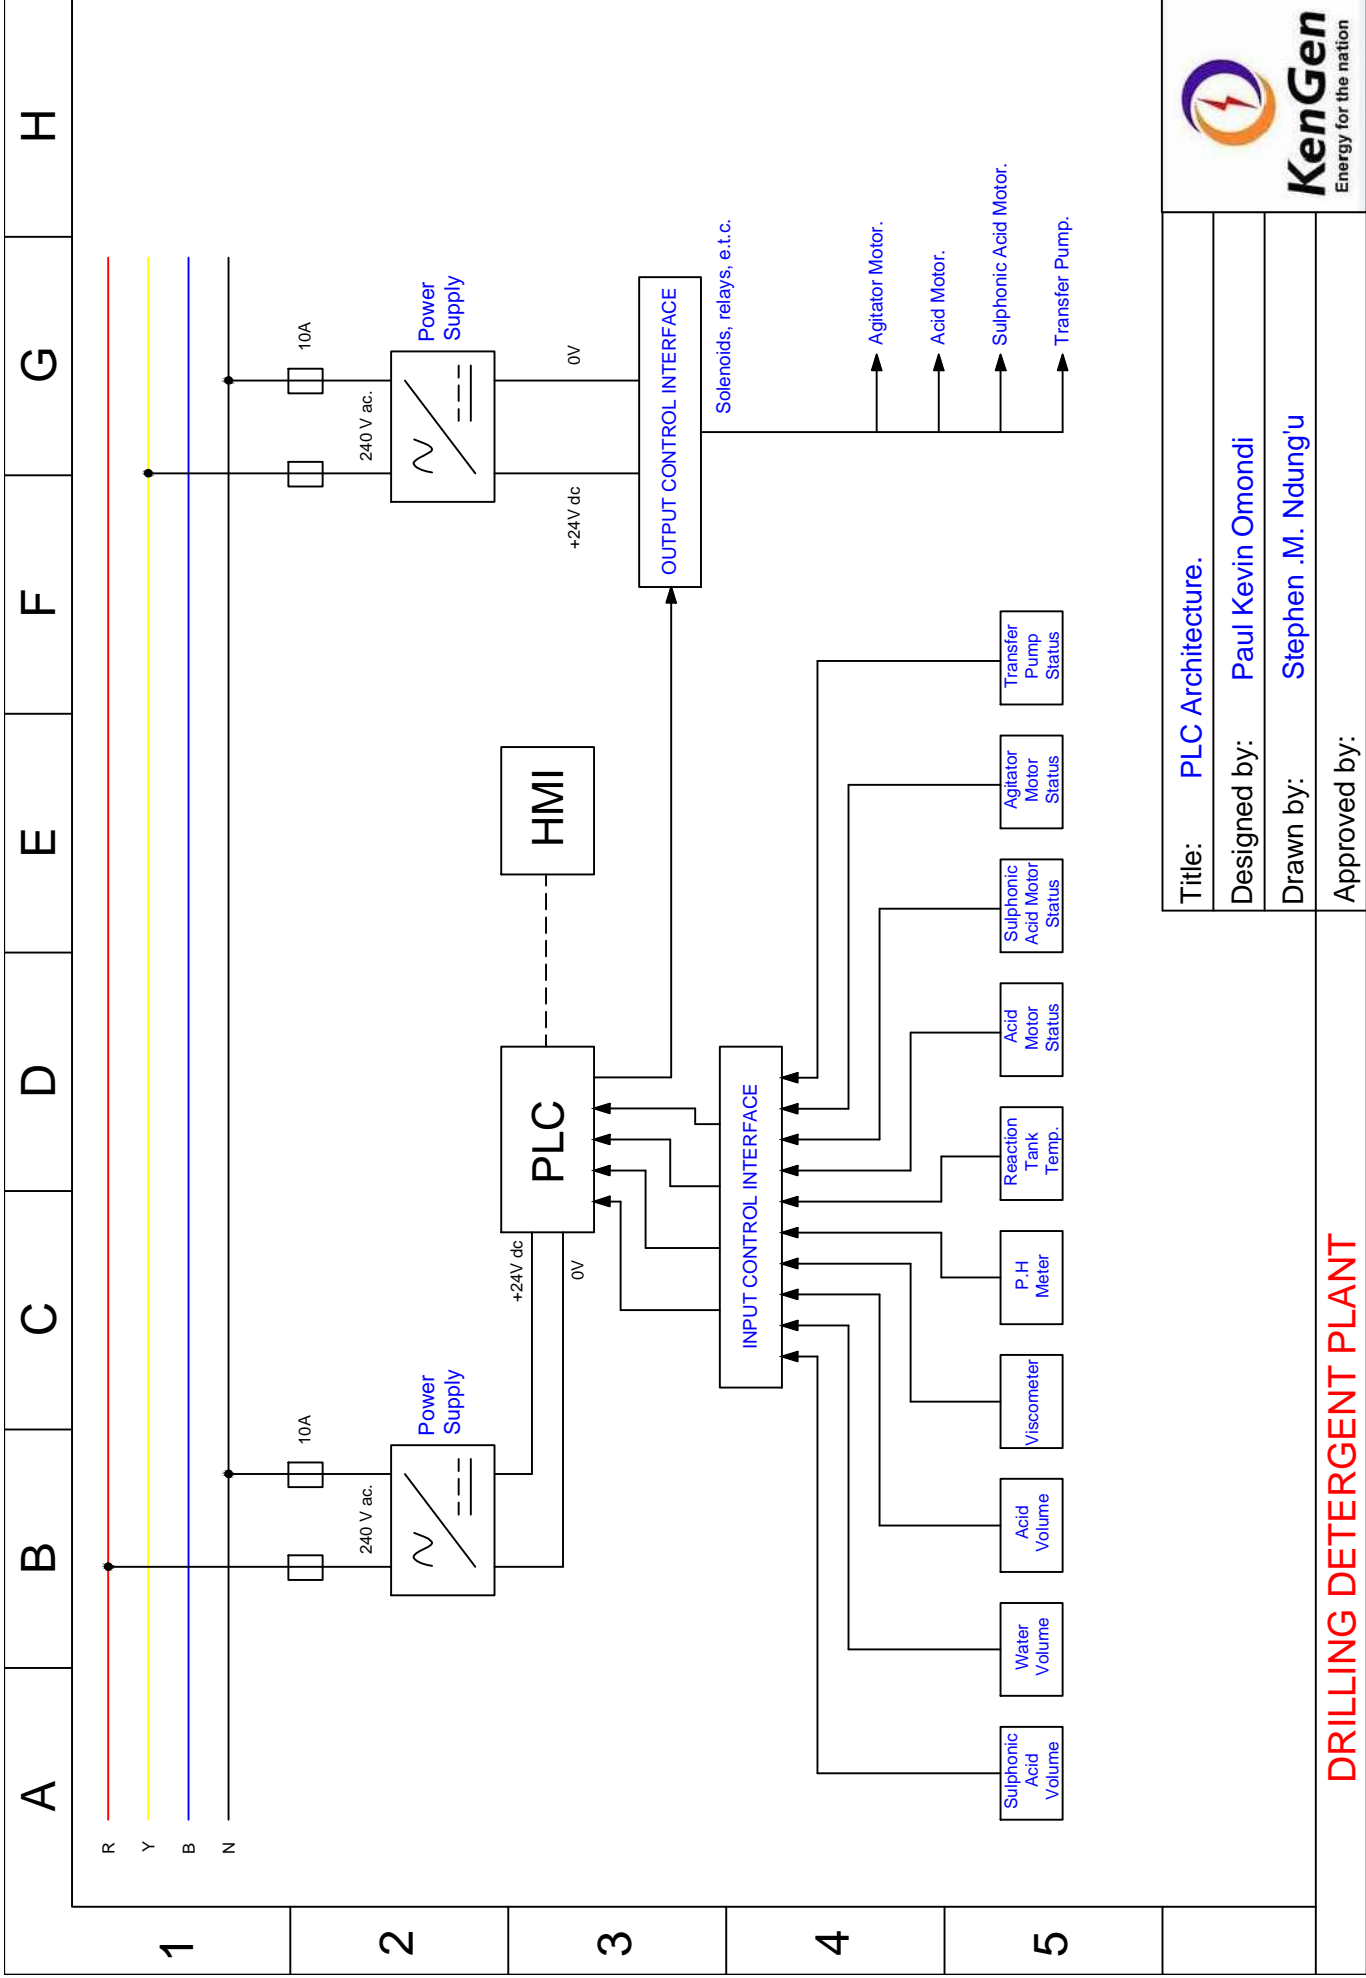 A B C D E F G H
1
2
3
4
5
R
Y
B
N
10A
10A
240 V ac.
240 V ac.
Power
Supply
Power
Supply
+24V dc
0V
+24V dc
0V
PLC
HMI
OUTPUT CONTROL INTERFACE
Solenoids, relays, e.t.c.
INPUT CONTROL INTERFACE
Agitator Motor.
Acid Motor.
Sulphonic Acid Motor.
Transfer Pump.
Sulphonic
Acid
Volume
Water
Volume
Acid
Volume
Viscometer
P.H
Meter
Reaction
Tank
Temp.
Acid
Motor
Status
Sulphonic
Acid Motor
Status
Agitator
Motor
Status
Transfer
Pump
Status
Title: PLC Architecture.
Designed by: Paul Kevin Omondi
Drawn by: Stephen .M. Ndung'u
Approved by:
KenGen
Energy for the nation
DRILLING DETERGENT PLANT